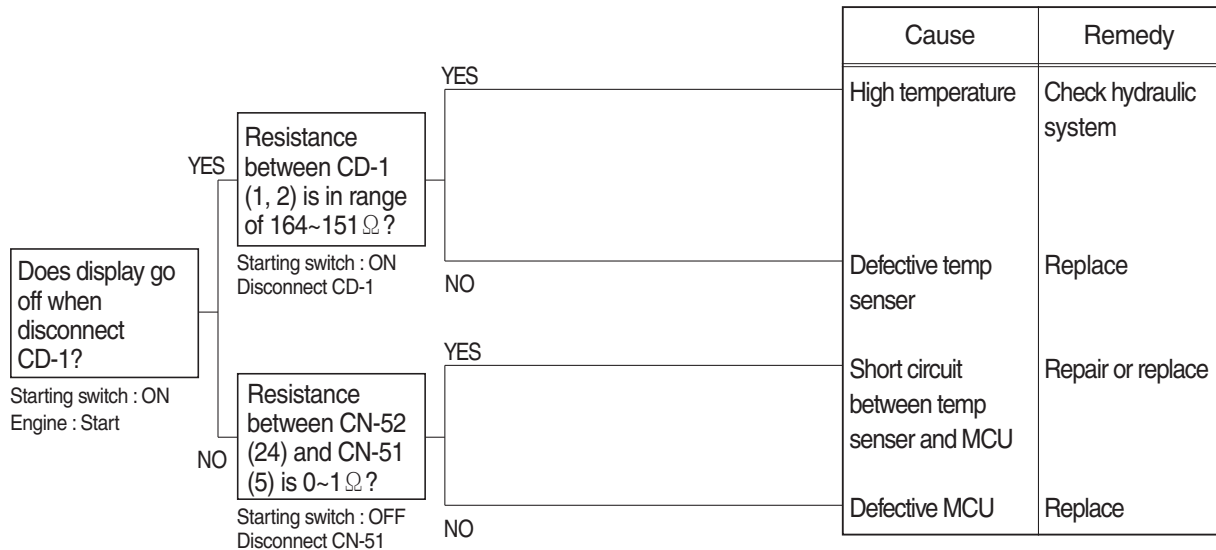 Does display go
off when
disconnect
CD-1?
Starting switch : ON
Engine : Start
YES
Resistance
between CD-1
(1, 2) is in range
of 164~151Ω?
Starting switch : ON
Disconnect CD-1
NO
Resistance
between CN-52
(24) and CN-51
(5) is 0~1Ω?
Starting switch : OFF
Disconnect CN-51
YES
NO
YES
NO
Cause Remedy
High temperature Check hydraulic
system
Defective temp Replace
senser
Short circuit Repair or replace
between temp
senser and MCU
Defective MCU Replace